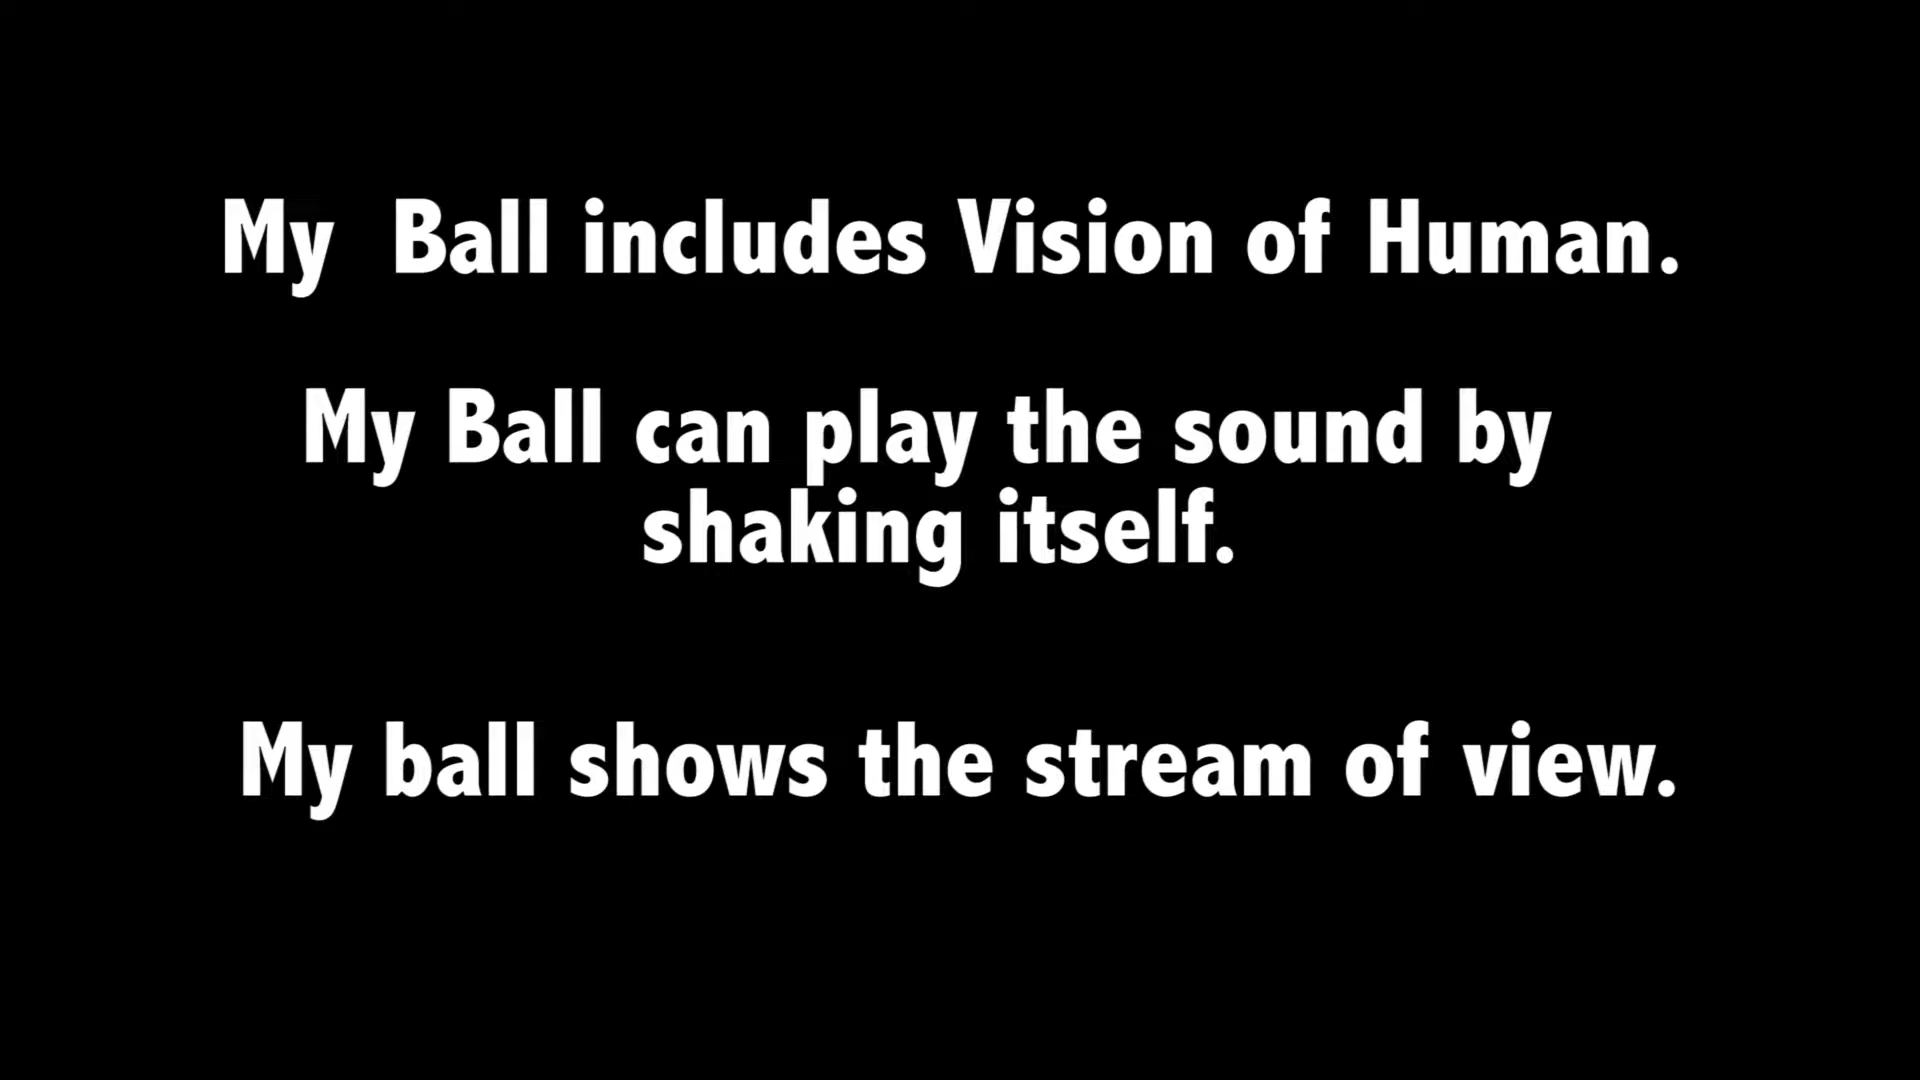 My  Ball includes Vision of Human.
My Ball can play the sound by
shaking itself.
My ball shows the stream of view.